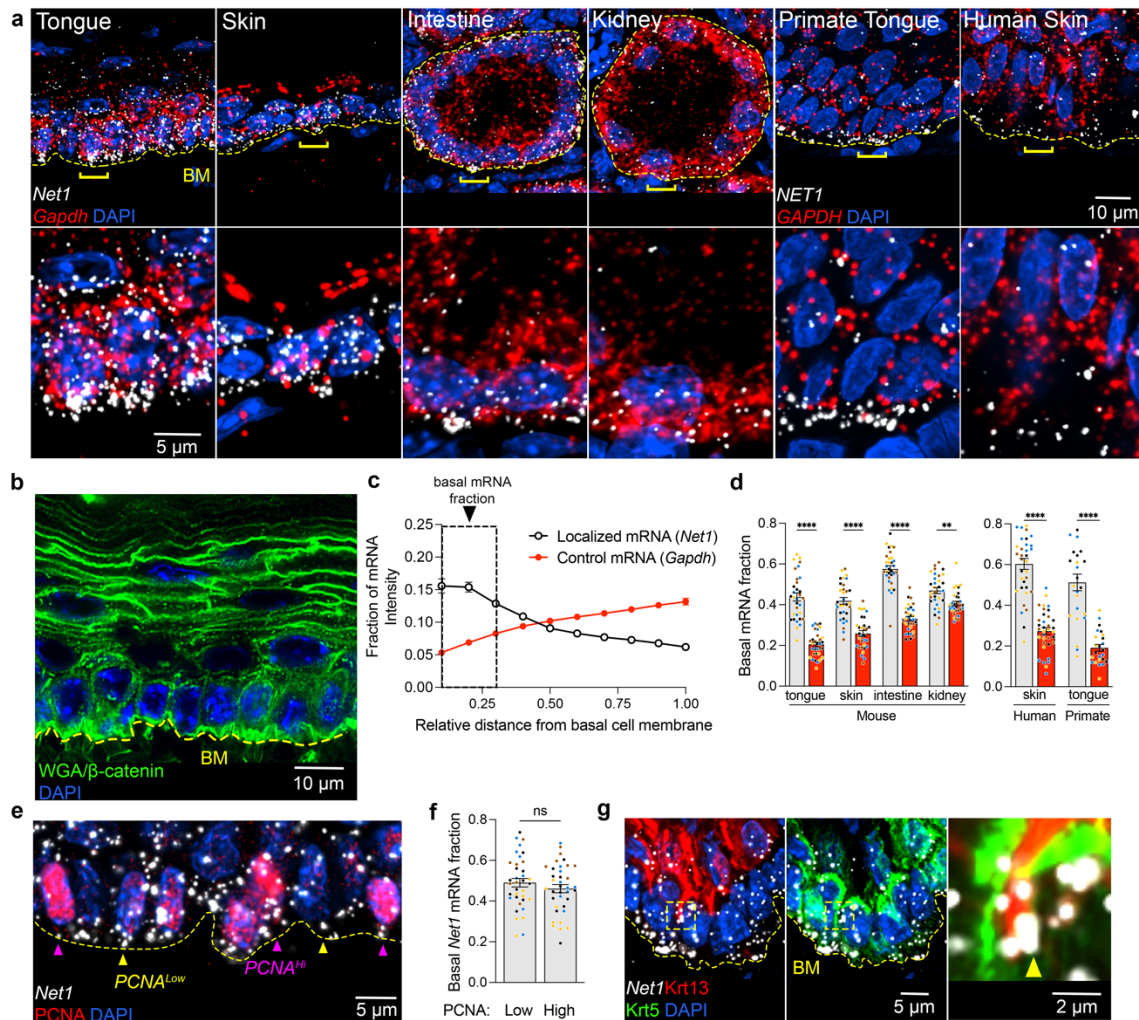 a
Tongue
Skin
Intestine
Kidney
Primate Tongue
Human Skin
BM
Net1
Gapdh DAPI
NET1
GAPDH DAPI
10 µm
5 µm
b
WGA/β-catenin
DAPI
BM
10 µm
c
basal mRNA
fraction
Localized mRNA (Net1)
Control mRNA (Gapdh)
Fraction of mRNA
Intensity
0.25
0.20
0.15
0.10
0.05
0.00
0.25
0.50
0.75
1.00
Relative distance from basal cell membrane
d
Basal mRNA fraction
0.8
0.6
0.4
0.2
0.0
****
****
****
**
tongue
skin
intestine
kidney
Mouse
0.8
0.6
0.4
0.2
0.0
****
****
skin
tongue
Human
Primate
e
PCNALow
PCNAHi
Net1
PCNA DAPI
5 µm
f
ns
Basal Net1 mRNA fraction
0.8
0.6
0.4
0.2
0.0
PCNA: Low High
g
Net1 Krt13
Krt5 DAPI
BM
5 µm
2 µm